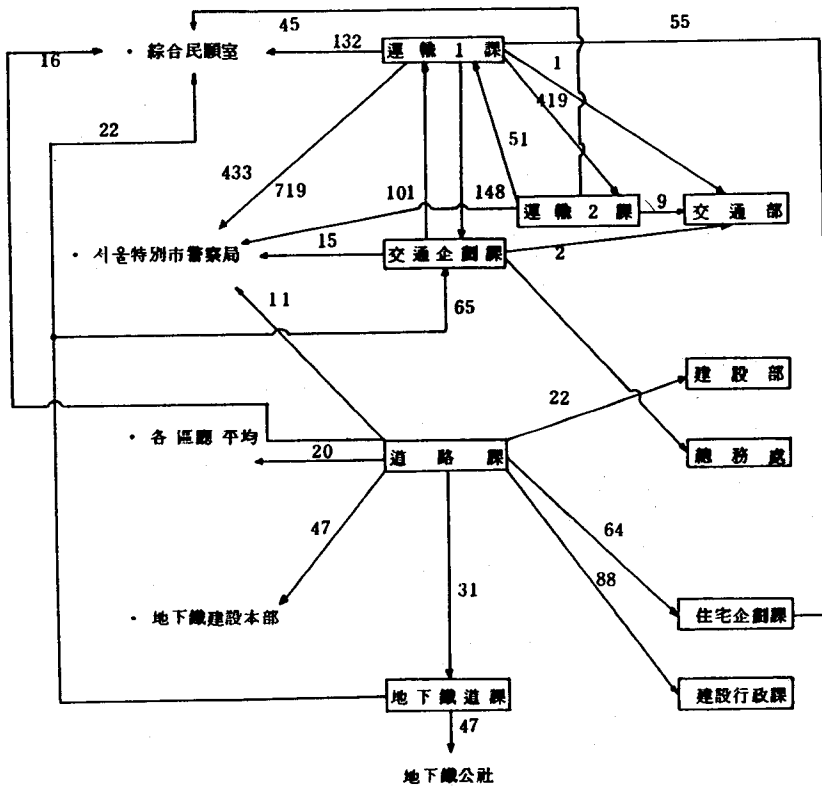 45
55
16
· 綜合民願室
132
運輸 1 課
1
419
22
51
433
719
101
148
運輸 2 課
9
交通部
· 서울特別市警察局
15
交通企劃課
2
11
65
建設部
22
· 各區廳 平均
20
道路課
總務處
47
64
31
88
· 地下鐵建設本部
住宅企劃課
地下鐵道課
建設行政課
47
地下鐵公社